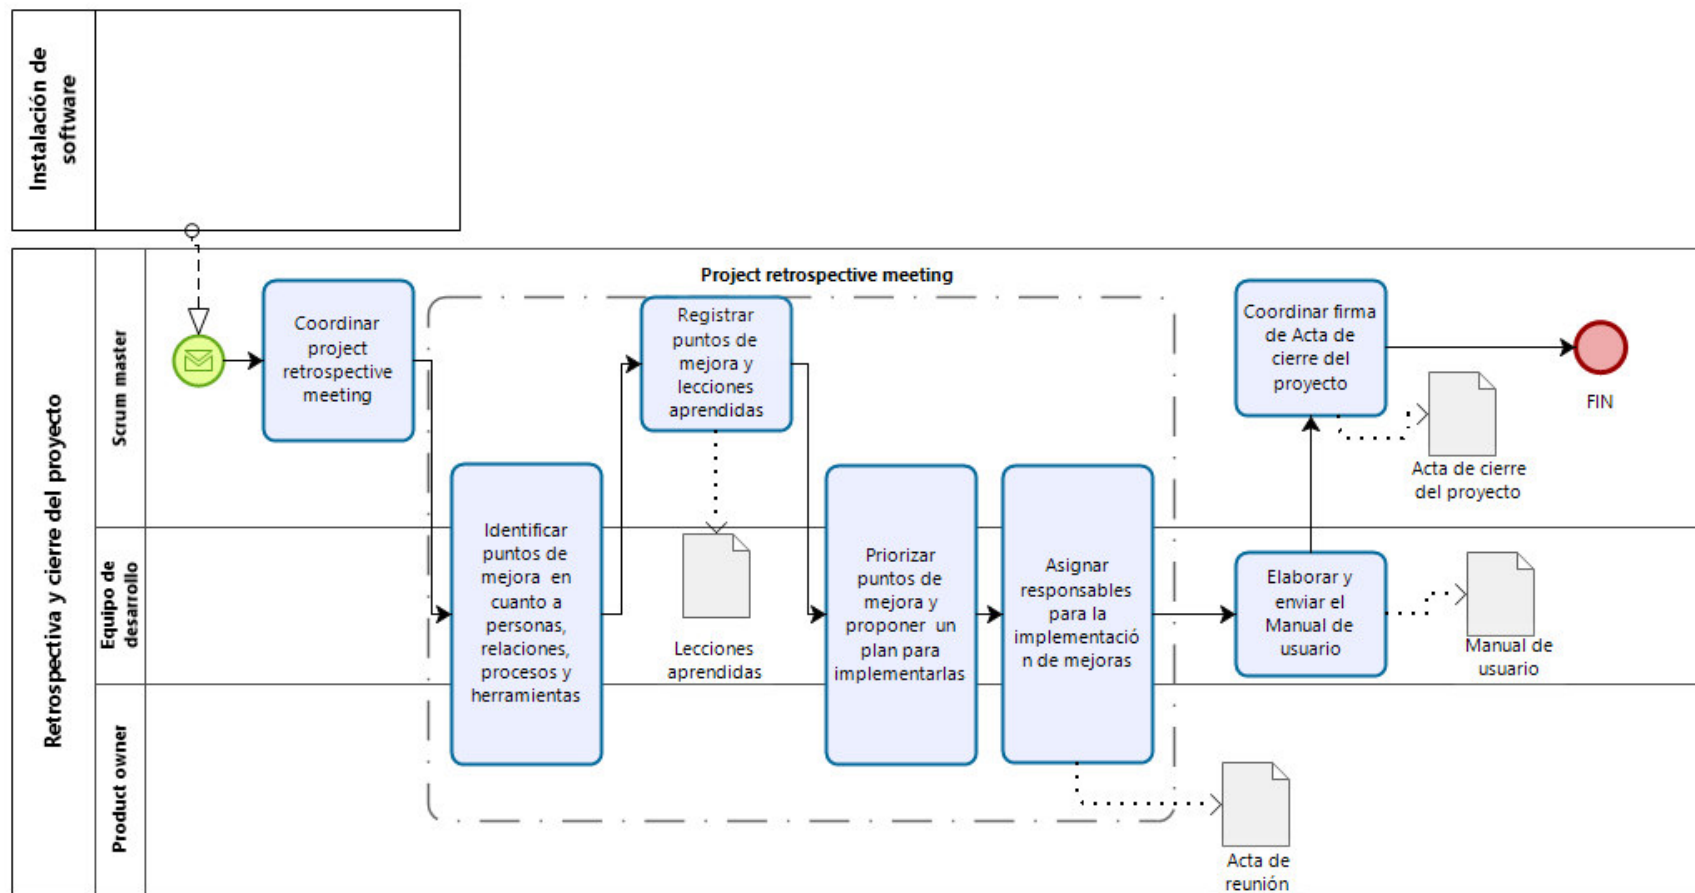 Instalación de
software
Retrospectiva y cierre del proyecto
Scrum master
Equipo de
desarrollo
Product owner
Project retrospective meeting
Coordinar
project
retrospective
meeting
Identificar
puntos de
mejora en
cuanto a
personas,
relaciones,
procesos y
herramientas
Registrar
puntos de
mejora y
lecciones
aprendidas
Lecciones
aprendidas
Priorizar
puntos de
mejora y
proponer un
plan para
implementarlas
Asignar
responsables
para la
implementació
n de mejoras
Acta de
reunión
Elaborar y
enviar el
Manual de
usuario
Manual de
usuario
Coordinar firma
de Acta de
cierre del
proyecto
Acta de cierre
del proyecto
FIN